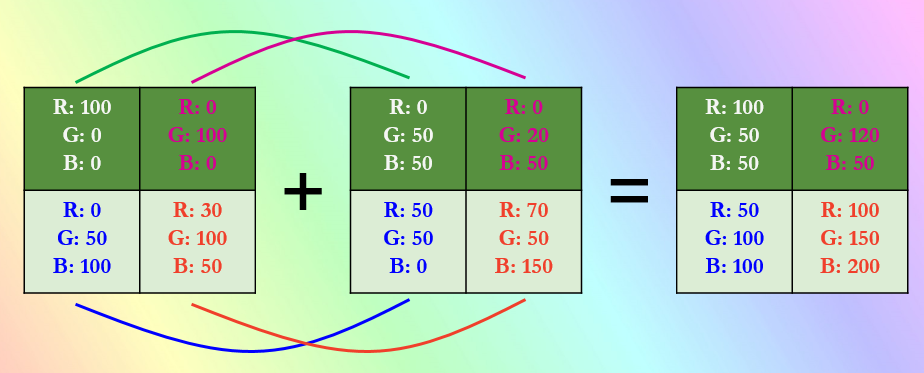 R: 100
G: 0
B: 0
R: 0
G: 100
B: 0
R: 0
G: 50
B: 100
R: 30
G: 100
B: 50
+
R: 0
G: 50
B: 50
R: 0
G: 20
B: 50
R: 50
G: 50
B: 0
R: 70
G: 50
B: 150
=
R: 100
G: 50
B: 50
R: 0
G: 120
B: 50
R: 50
G: 100
B: 100
R: 100
G: 150
B: 200